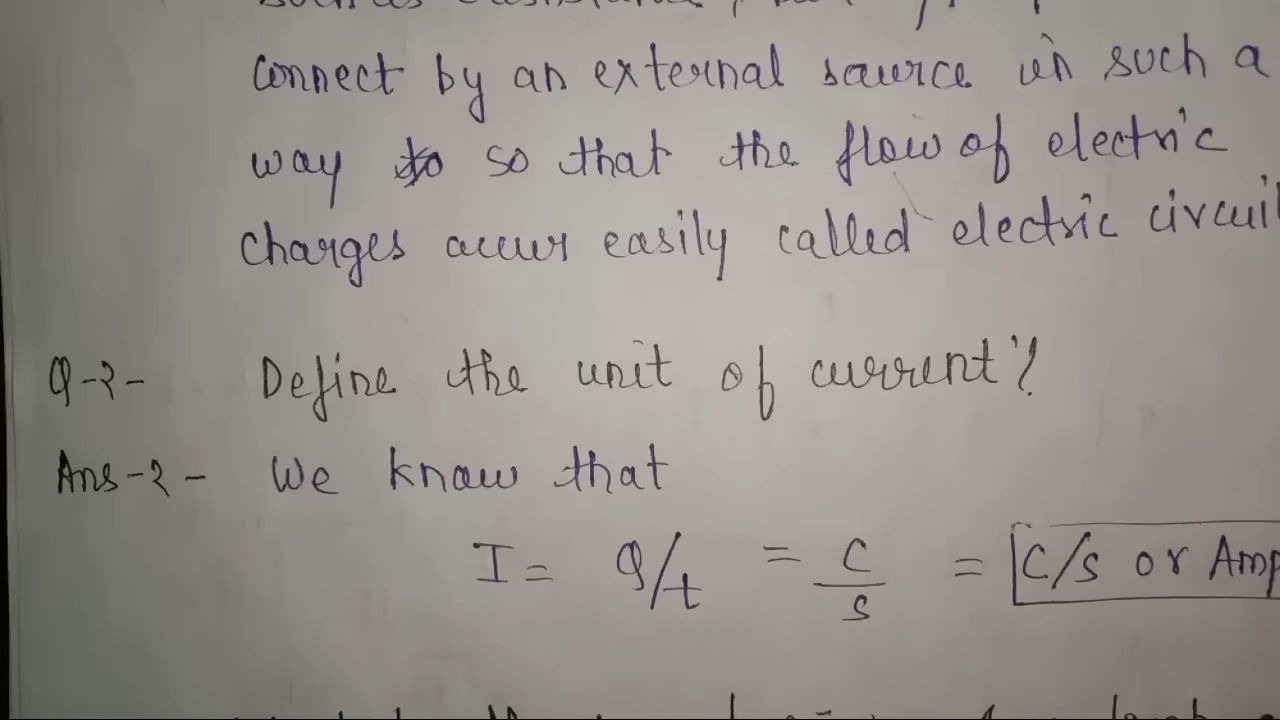 connect by an external source in such a
way to so that the flow of electric
charges occur easily called electric circuit
Q-2- Define the unit of current?
Ans-2- We know that
I = Q/t = C/s = C/s or Amp